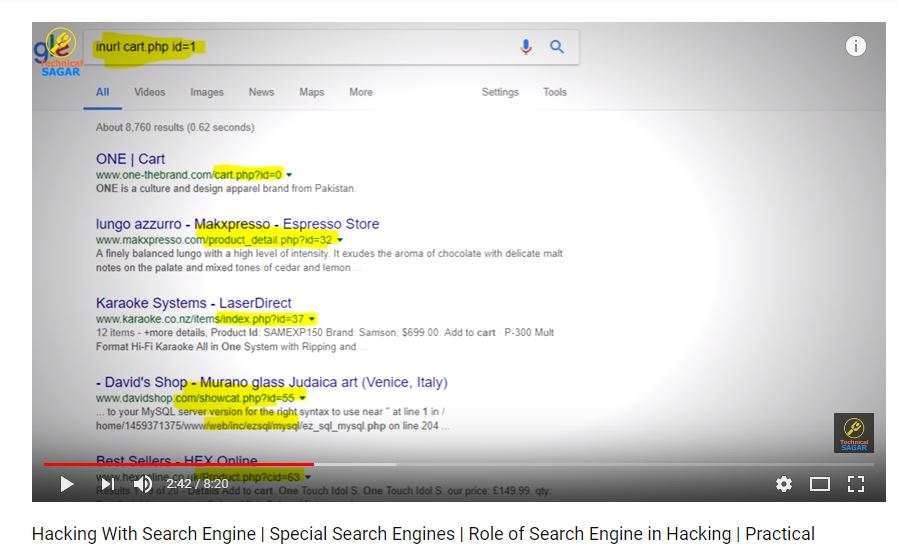 gle
Technical
SAGAR
inurl cart.php id=1
All Videos Images News Maps More Settings Tools
About 8,760 results (0.62 seconds)
ONE | Cart
www.one-thebrand.com/cart.php?id=0
ONE is a culture and design apparel brand from Pakistan.
lungo azzurro - Makxpresso - Espresso Store
www.makxpresso.com/product_detail.php?id=32
A finely balanced lungo with a high level of intensity. It exudes the aroma of chocolate with delicate malt
notes on the palate and mixed tones of cedar and lemon ...
Karaoke Systems - LaserDirect
www.karaoke.co.nz/items/index.php?id=37
12 items - +more details, Product Id: SAMEXP150 Brand: Samson, $699.00. Add to cart · P-300 Mult
Format Hi-Fi Karaoke All in One System with Ripping and ...
- David's Shop - Murano glass Judaica art (Venice, Italy)
www.davidshop.com/showcat.php?id=55
... to your MySQL server version for the right syntax to use near '' at line 1 in /
home/1459371375/www/web/inc/ezsql/mysql/ez_sql_mysql.php on line 204 ...
Technical
SAGAR
Best Sellers - HEX Online
www.hexonline.co.uk/Product.php?cid=63
Results 1 - of 20 - Details Add to cart. One Touch Idol S. One Touch Idol S. our price: £149.99. qty:
2:42 / 8:20
Hacking With Search Engine | Special Search Engines | Role of Search Engine in Hacking | Practical